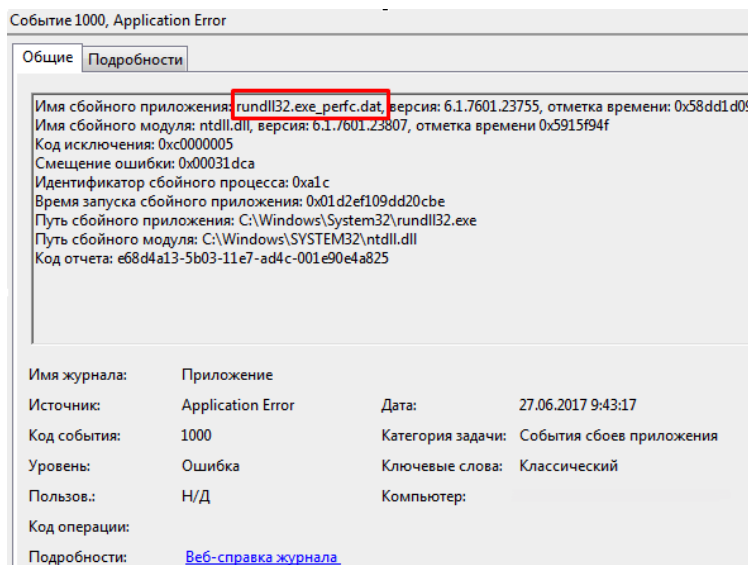 Событие 1000, Application Error
Общие Подробности
Имя сбойного приложения: rundll32.exe_perfc.dat, версия: 6.1.7601.23755, отметка времени: 0x58dd1d09
Имя сбойного модуля: ntdll.dll, версия: 6.1.7601.23807, отметка времени 0x5915f94f
Код исключения: 0xc0000005
Смещение ошибки: 0x00031dca
Идентификатор сбойного процесса: 0xa1c
Время запуска сбойного приложения: 0x01d2ef109dd20cbe
Путь сбойного приложения: C:\Windows\System32\rundll32.exe
Путь сбойного модуля: C:\Windows\SYSTEM32\ntdll.dll
Код отчета: e68d4a13-5b03-11e7-ad4c-001e90e4a825
Имя журнала: Приложение
Источник: Application Error Дата: 27.06.2017 9:43:17
Код события: 1000 Категория задачи: События сбоев приложения
Уровень: Ошибка Ключевые слова: Классический
Пользов.: Н/Д Компьютер:
Код операции:
Подробности: Веб-справка журнала